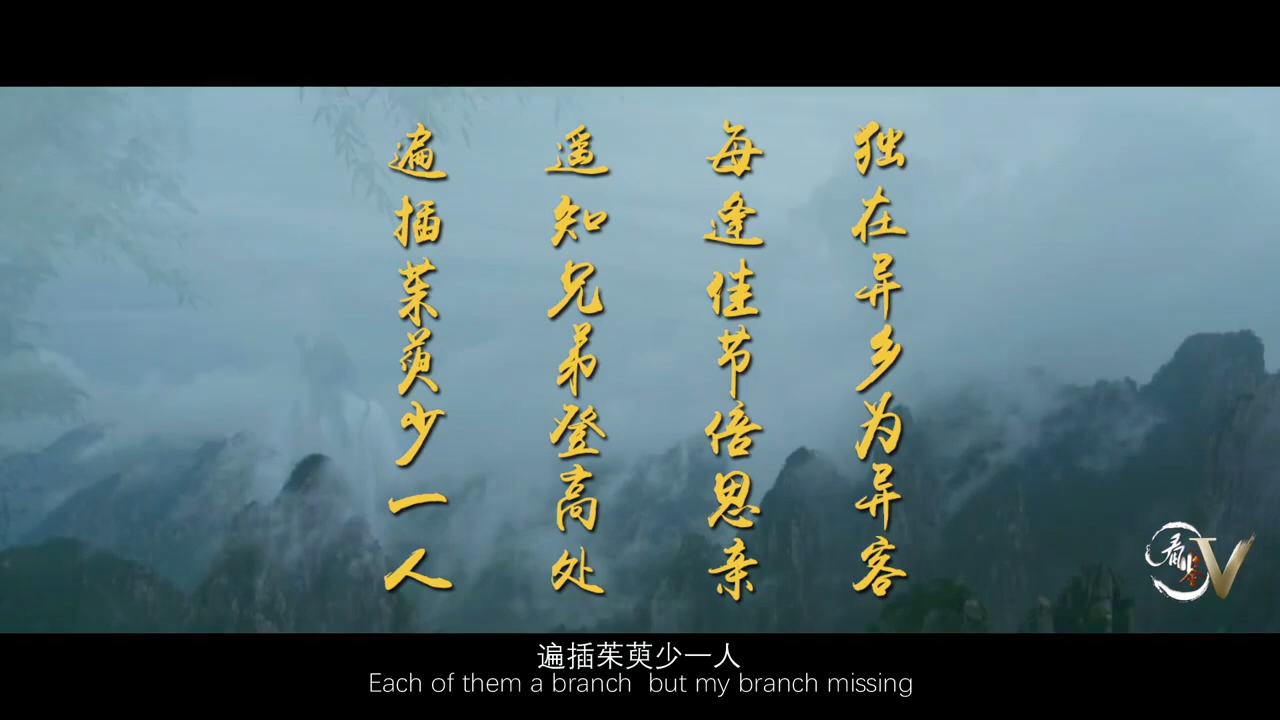 独在异乡为异客
每逢佳节倍思亲
遥知兄弟登高处
遍插茱萸少一人
V
遍插茱萸少一人
Each of them a branch but my branch missing